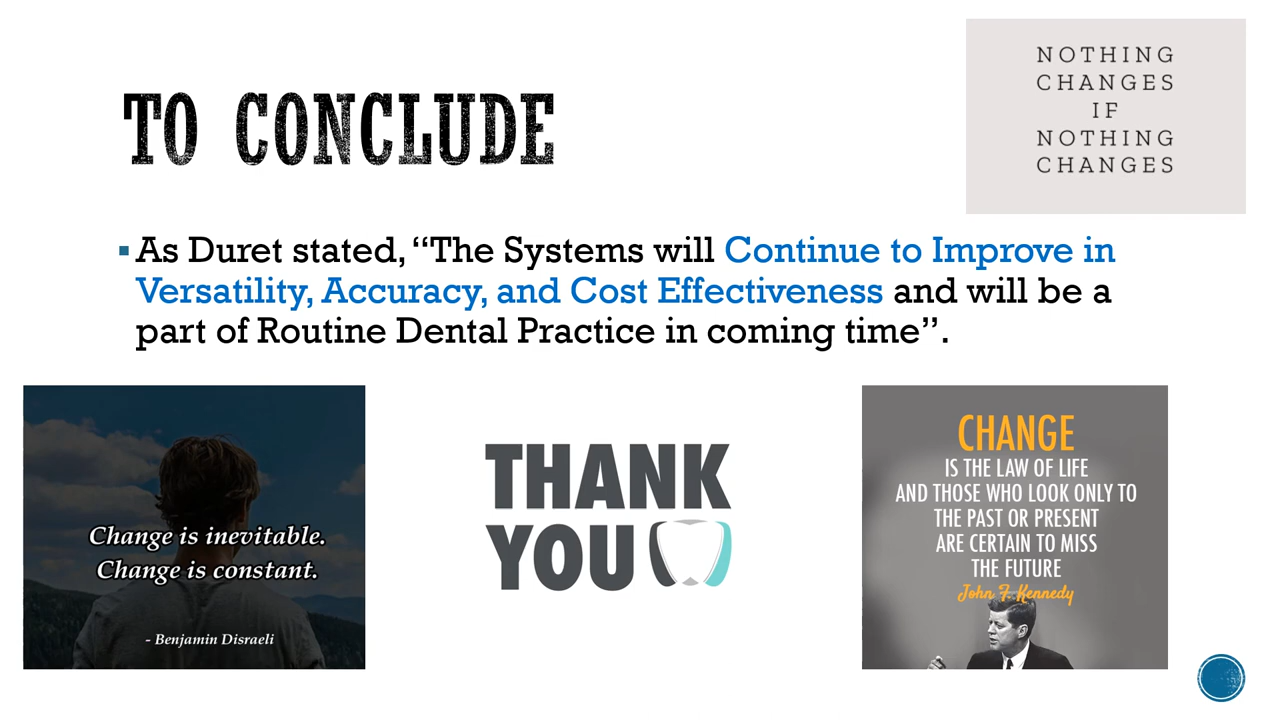 TO CONCLUDE
NOTHING
CHANGES
IF
NOTHING
CHANGES
As Duret stated, “The Systems will Continue to Improve in
Versatility, Accuracy, and Cost Effectiveness and will be a
part of Routine Dental Practice in coming time”.
Change is inevitable.
Change is constant.
- Benjamin Disraeli
THANK
YOU
CHANGE
IS THE LAW OF LIFE
AND THOSE WHO LOOK ONLY TO
THE PAST OR PRESENT
ARE CERTAIN TO MISS
THE FUTURE
John F. Kennedy